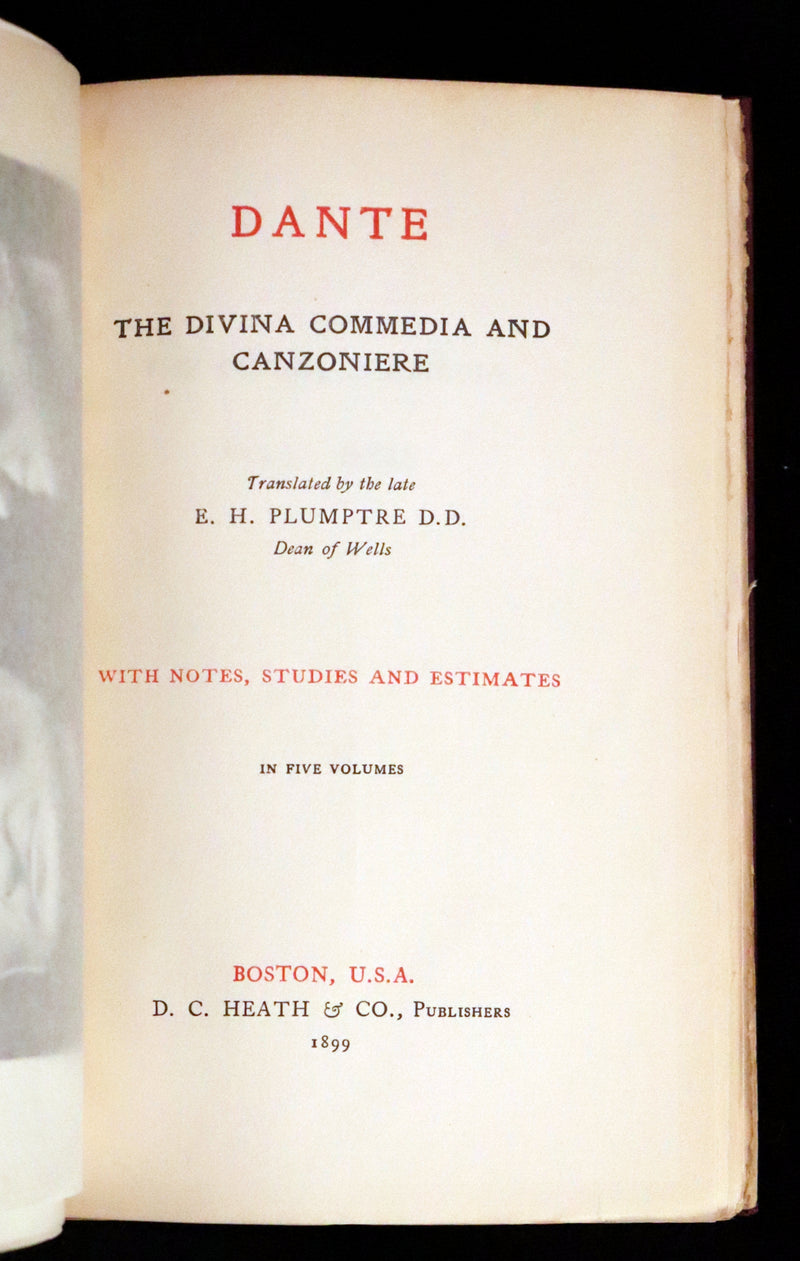 DANTE
THE DIVINA COMMEDIA AND
CANZONIERE
Translated by the late
E. H. PLUMPTRE D.D.
Dean of Wells
WITH NOTES, STUDIES AND ESTIMATES
IN FIVE VOLUMES
BOSTON, U.S.A.
D. C. HEATH & CO., PUBLISHERS
1899